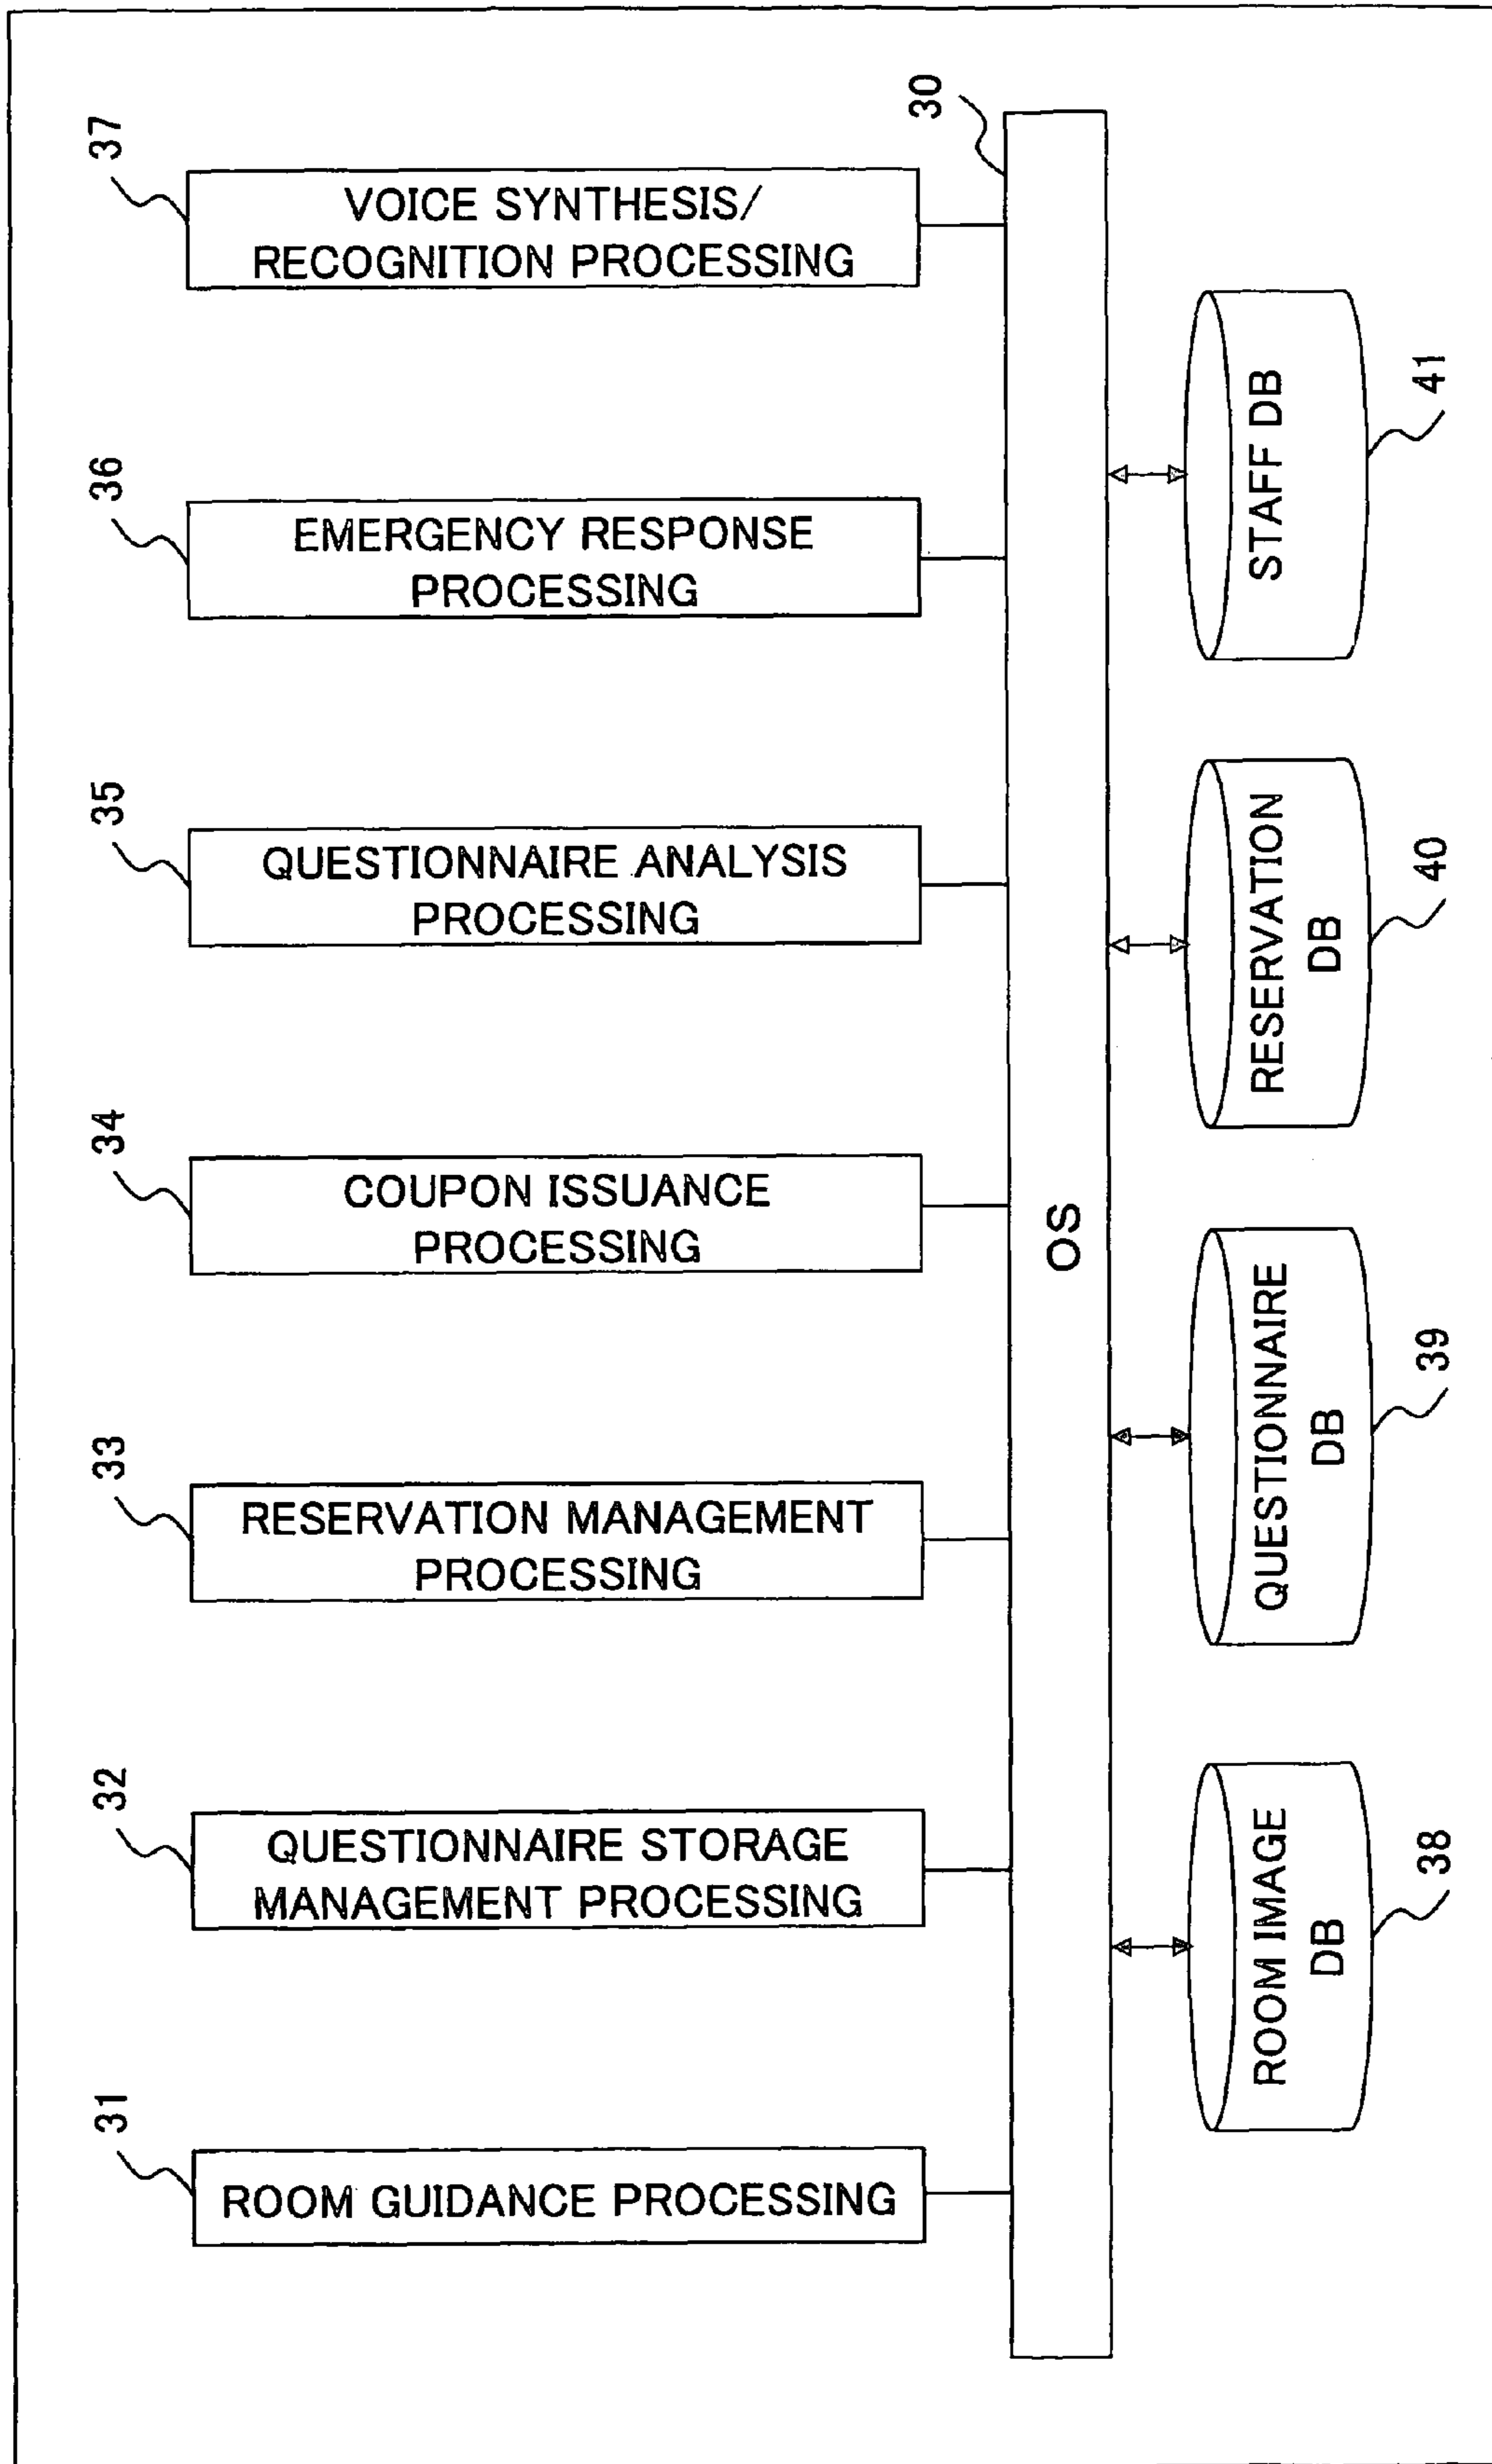 31
ROOM GUIDANCE PROCESSING
32
QUESTIONNAIRE STORAGE
MANAGEMENT PROCESSING
33
RESERVATION MANAGEMENT
PROCESSING
34
COUPON ISSUANCE
PROCESSING
35
QUESTIONNAIRE ANALYSIS
PROCESSING
36
EMERGENCY RESPONSE
PROCESSING
37
VOICE SYNTHESIS/
RECOGNITION PROCESSING
30
OS
ROOM IMAGE
DB
38
QUESTIONNAIRE
DB
39
RESERVATION
DB
40
STAFF DB
41